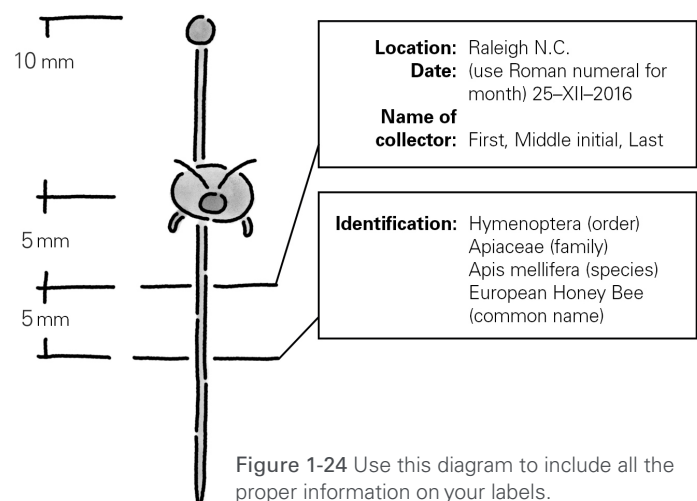 10 mm
5 mm
5 mm
Location: Raleigh N.C.
Date: (use Roman numeral for
month) 25–XII–2016
Name of
collector: First, Middle initial, Last
Identification: Hymenoptera (order)
Apiaceae (family)
Apis mellifera (species)
European Honey Bee
(common name)
Figure 1-24 Use this diagram to include all the
proper information on your labels.